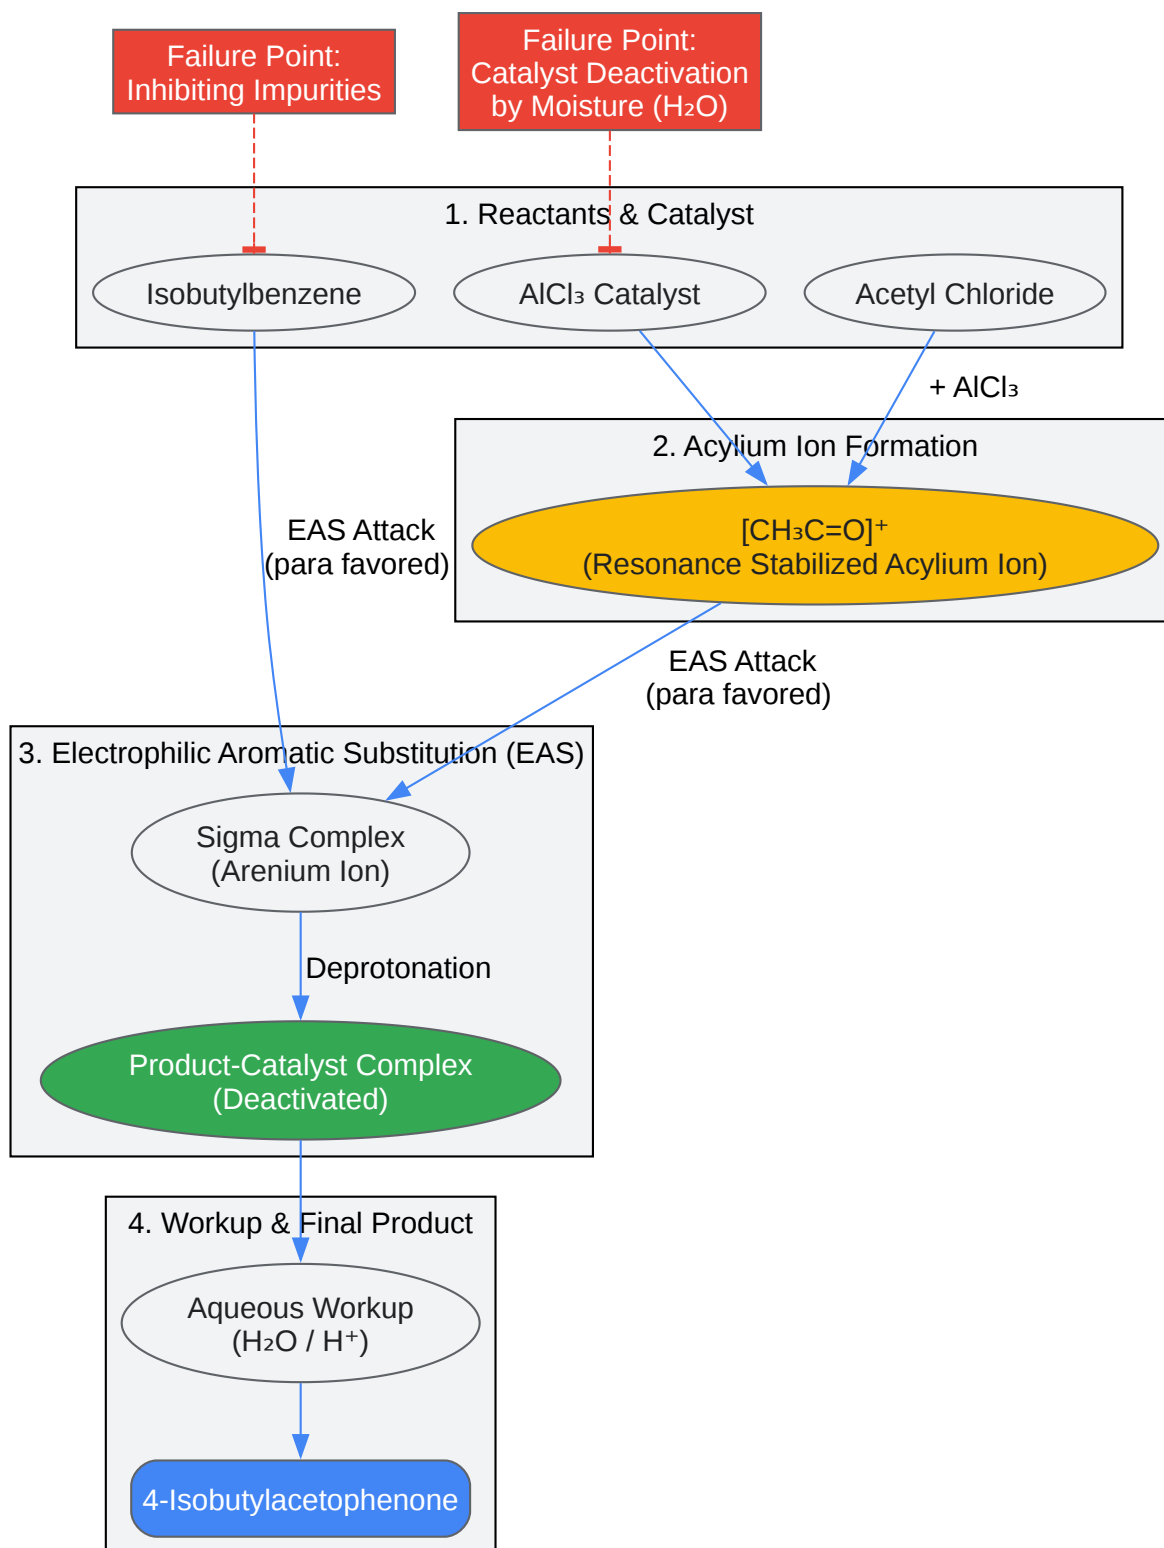 Failure Point:
Inhibiting Impurities
Failure Point:
Catalyst Deactivation
by Moisture (H₂O)
1. Reactants & Catalyst
Isobutylbenzene
AlCl₃ Catalyst
Acetyl Chloride
+ AlCl₃
2. Acylium Ion Formation
[CH₃C=O]⁺
(Resonance Stabilized Acylium Ion)
EAS Attack
(para favored)
EAS Attack
(para favored)
3. Electrophilic Aromatic Substitution (EAS)
Sigma Complex
(Arenium Ion)
Deprotonation
Product-Catalyst Complex
(Deactivated)
4. Workup & Final Product
Aqueous Workup
(H₂O / H⁺)
4-Isobutylacetophenone